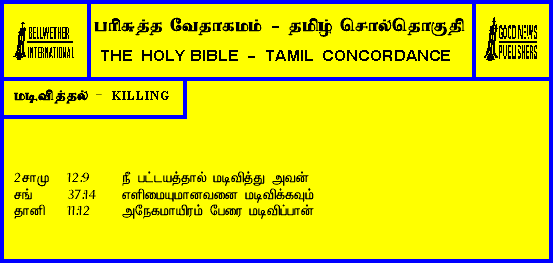 BELLWETHER
INTERNATIONAL
பரிசுத்த வேதாகமம் - தமிழ் சொல்தொகுதி
THE HOLY BIBLE - TAMIL CONCORDANCE
GOOD NEWS
PUBLISHERS
மடிவித்தல் - KILLING
2சாமு 12:9 நீ பட்டயத்தால் மடிவித்து அவன்
சங் 37:14 எளிமையுமானவனை மடிவிக்கவும்
தானி 11:12 அநேகமாயிரம் பேரை மடிவிப்பான்